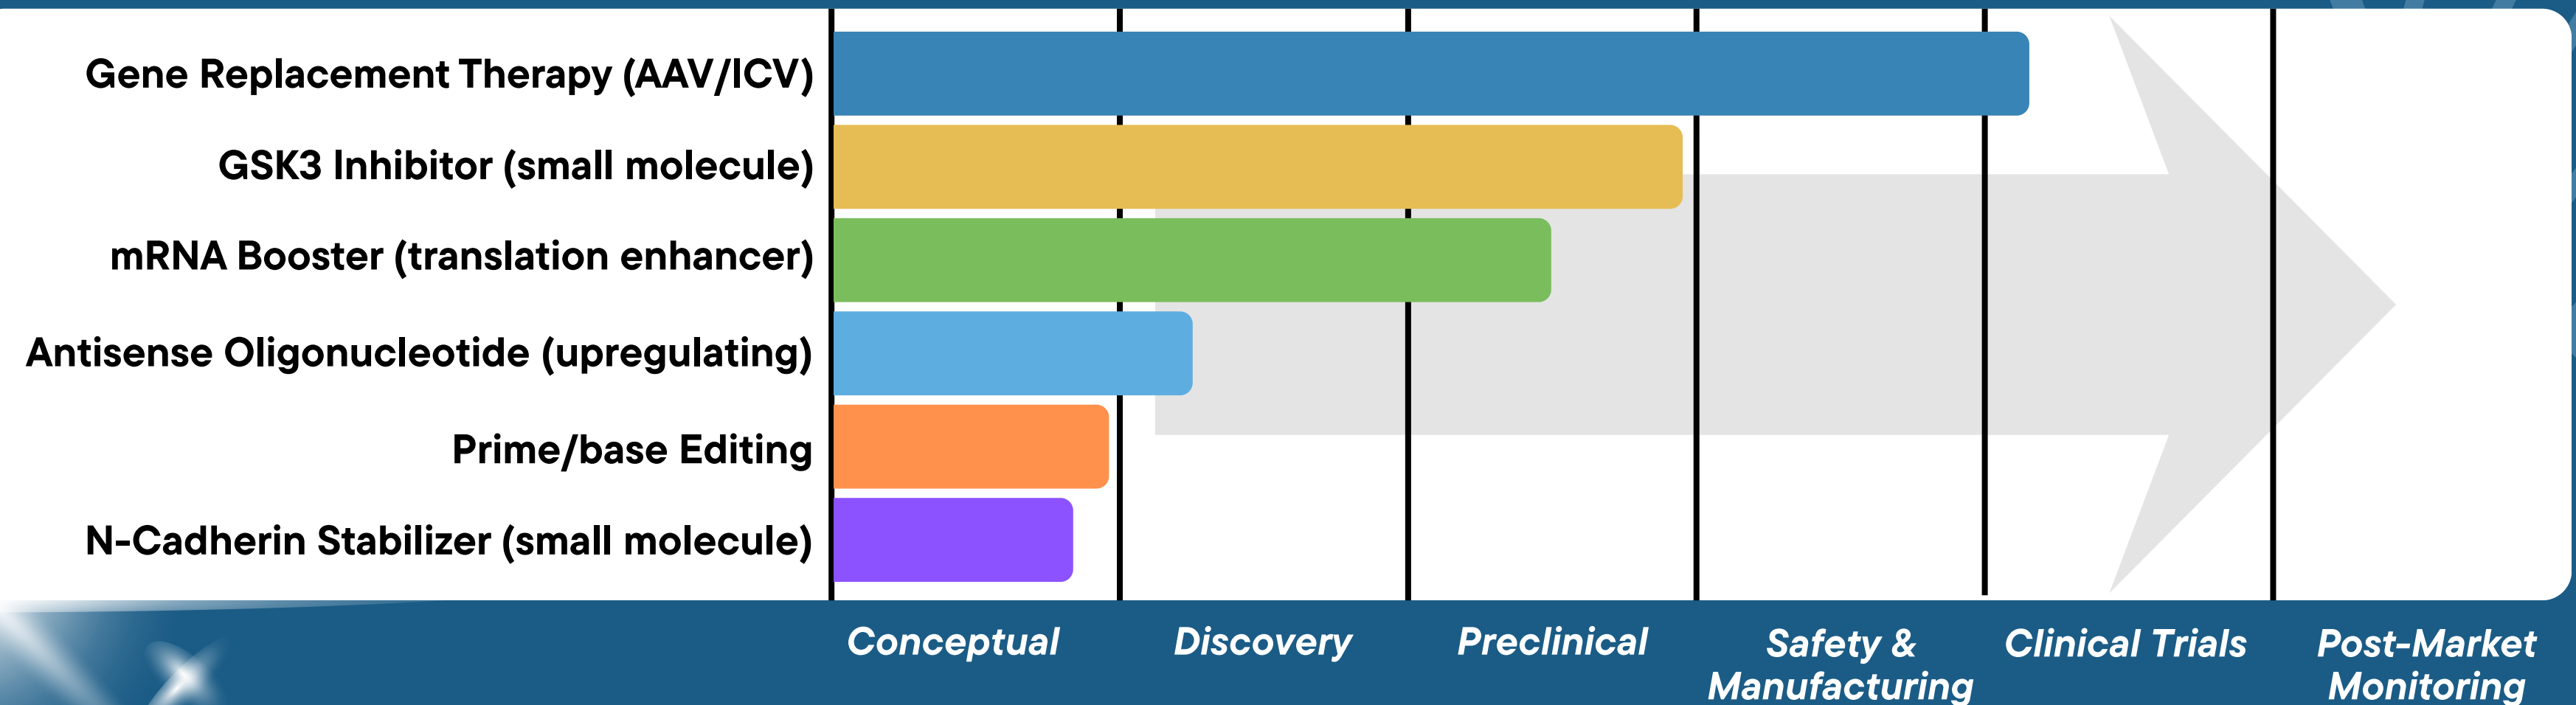 Gene Replacement Therapy (AAV/ICV)
GSK3 Inhibitor (small molecule)
mRNA Booster (translation enhancer)
Antisense Oligonucleotide (upregulating)
Prime/base Editing
N-Cadherin Stabilizer (small molecule)
Conceptual
Discovery
Preclinical
Safety &
Manufacturing
Clinical Trials
Post-Market
Monitoring